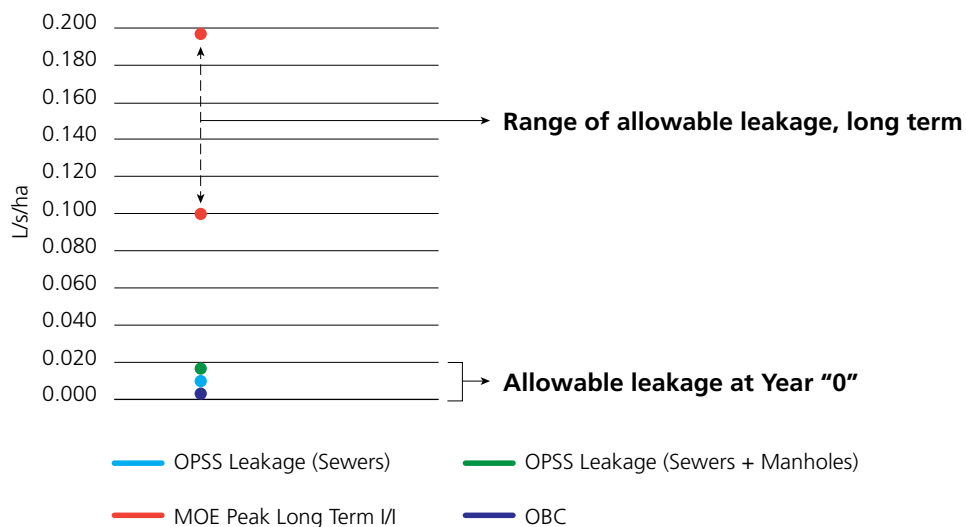 0.200
0.180
0.160
0.140
0.120
0.100
0.080
0.060
0.040
0.020
0.000
L/s/ha
Range of allowable leakage, long term
Allowable leakage at Year “0”
OPSS Leakage (Sewers)
OPSS Leakage (Sewers + Manholes)
MOE Peak Long Term I/I
OBC